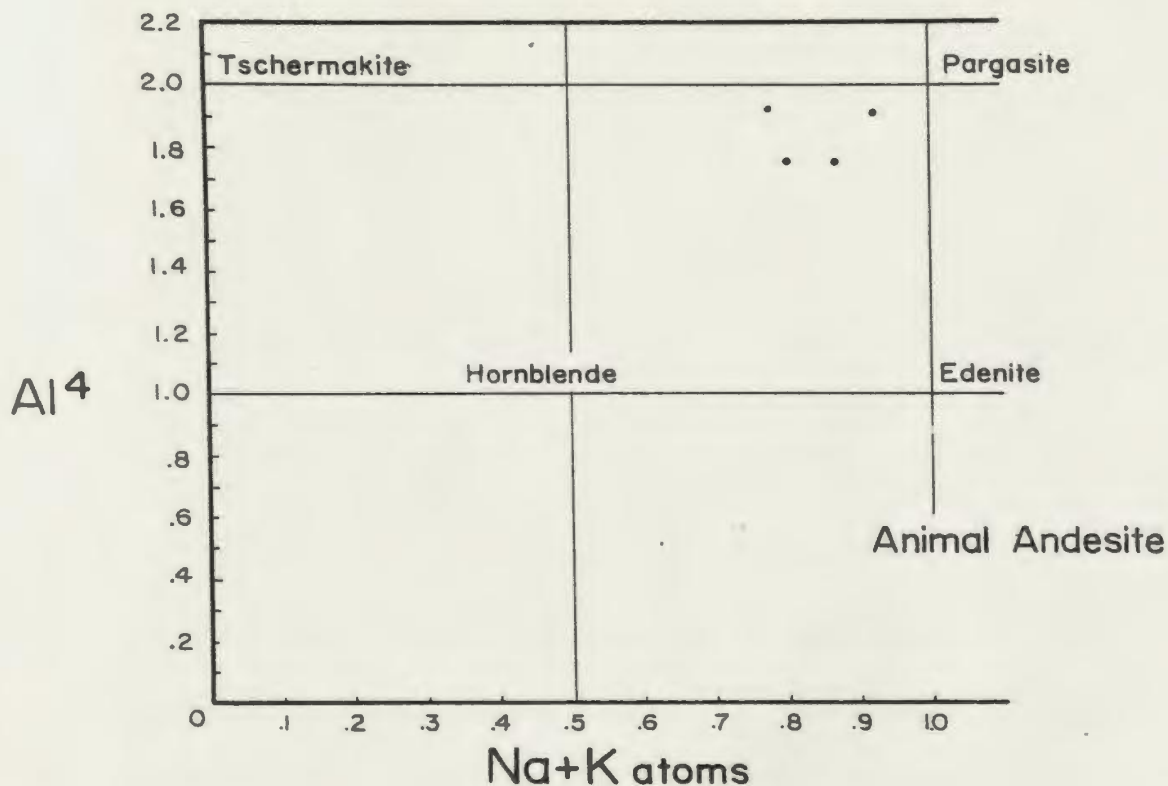 2.2
Tschermakite
Pargasite
2.0
1.8
1.6
1.4
1.2
Hornblende
Edenite
Al⁴
1.0
.8
.6
Animal Andesite
.4
.2
0 .1 .2 .3 .4 .5 .6 .7 .8 .9 1.0
Na+K atoms